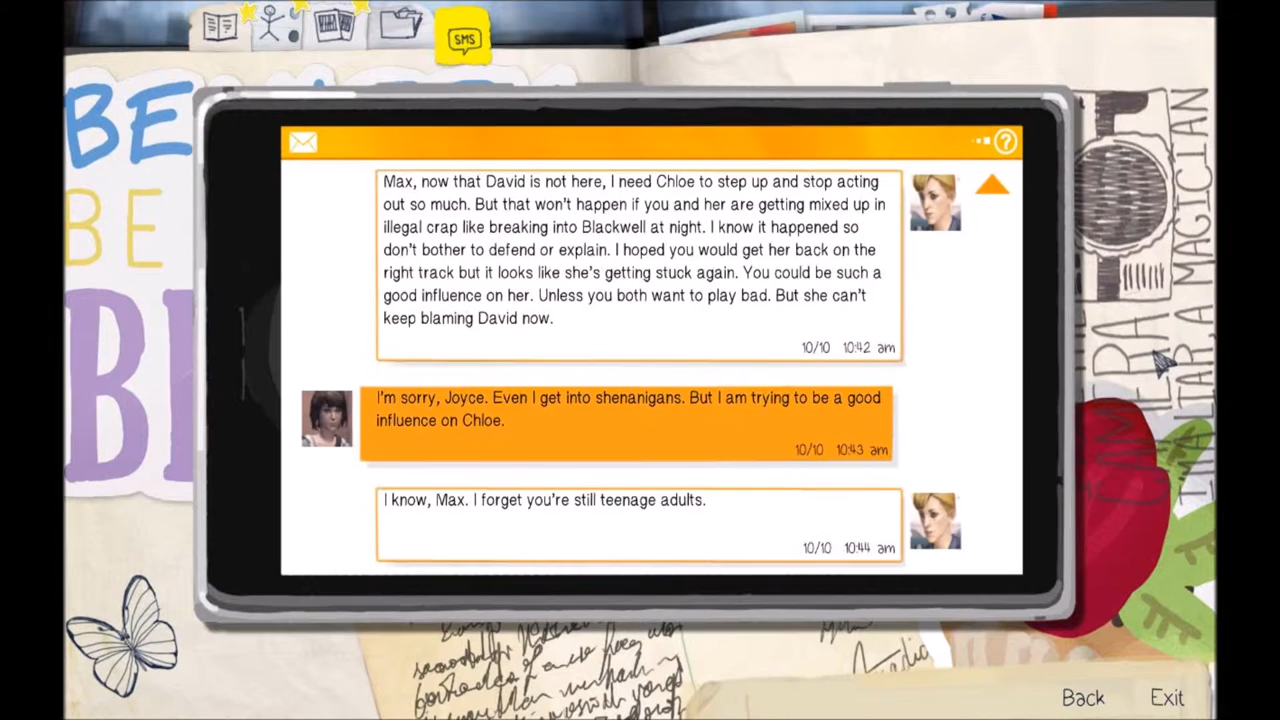 SMS
BE
BE
Max, now that David is not here, I need Chloe to step up and stop acting
out so much. But that won't happen if you and her are getting mixed up in
illegal crap like breaking into Blackwell at night. I know it happened so
don't bother to defend or explain. I hoped you would get her back on the
right track but it looks like she's getting stuck again. You could be such a
good influence on her. Unless you both want to play bad. But she can't
keep blaming David now.
10/10 10:42 am
I'm sorry, Joyce. Even I get into shenanigans. But I am trying to be a good
influence on Chloe.
10/10 10:43 am
I know, Max. I forget you're still teenage adults.
10/10 10:44 am
MAGICIAN
Back Exit